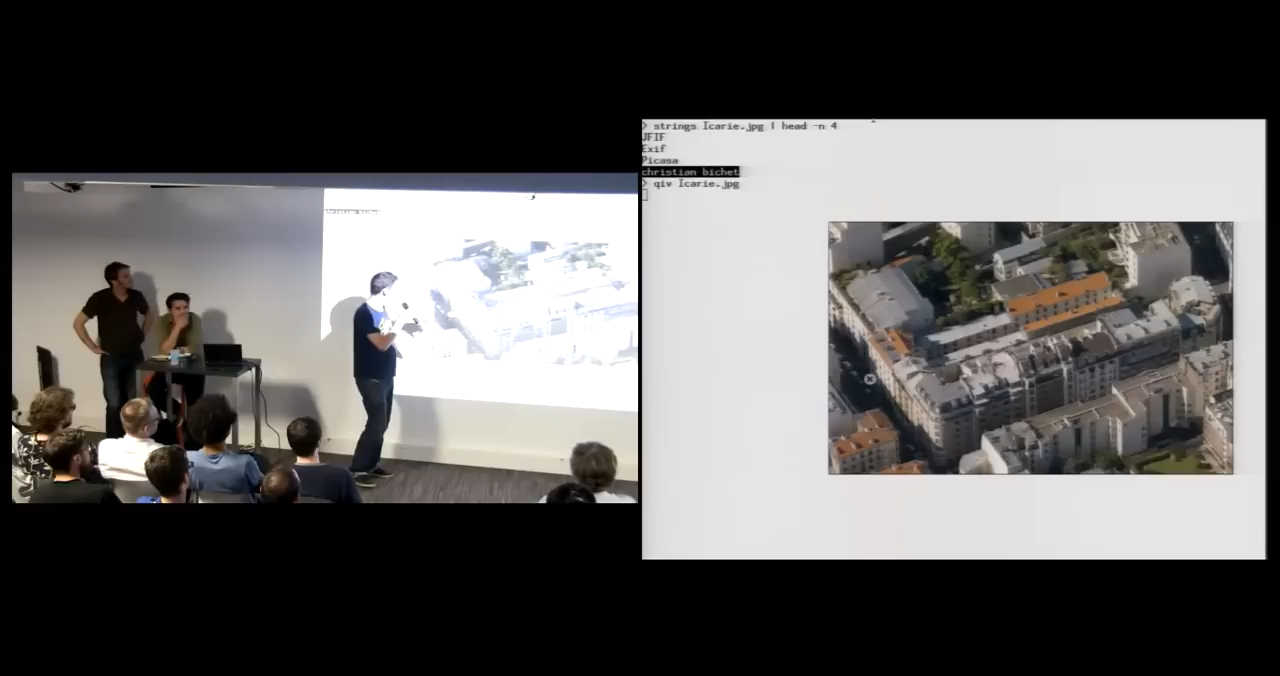 > strings Icarie.jpg | head -n 4
JFIF
Exif
Picasa
christian bichet
> qiv Icarie.jpg